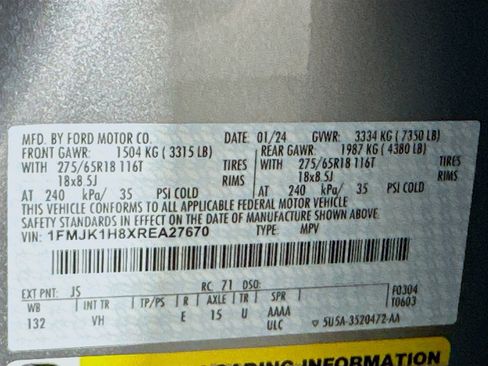 MFD. BY FORD MOTOR CO. DATE: 01/24 GVWR: 3334 KG ( 7350 LB)
FRONT GAWR: 1504 KG ( 3315 LB) REAR GAWR: 1987 KG ( 4380 LB)
WITH 275/65R18 116T TIRES WITH 275/65R18 116T TIRES
18x8.5J RIMS 18x8.5J RIMS
AT 240 kPa/ 35 PSI COLD AT 240 kPa/ 35 PSI COLD
THIS VEHICLE CONFORMS TO ALL APPLICABLE FEDERAL MOTOR VEHICLE
SAFETY STANDARDS IN EFFECT ON THE DATE OF MANUFACTURE SHOWN ABOVE.
VIN: 1FMJK1H8XREA27670 TYPE: MPV
F0304
T0603
EXT PNT: JS RC: 71 DSO:
WB INT TR TP/PS R AXLE TR SPR
132 VH E 15 U AAAA
ULC 5U5A-3520472-AA
LOADING INFORMATION